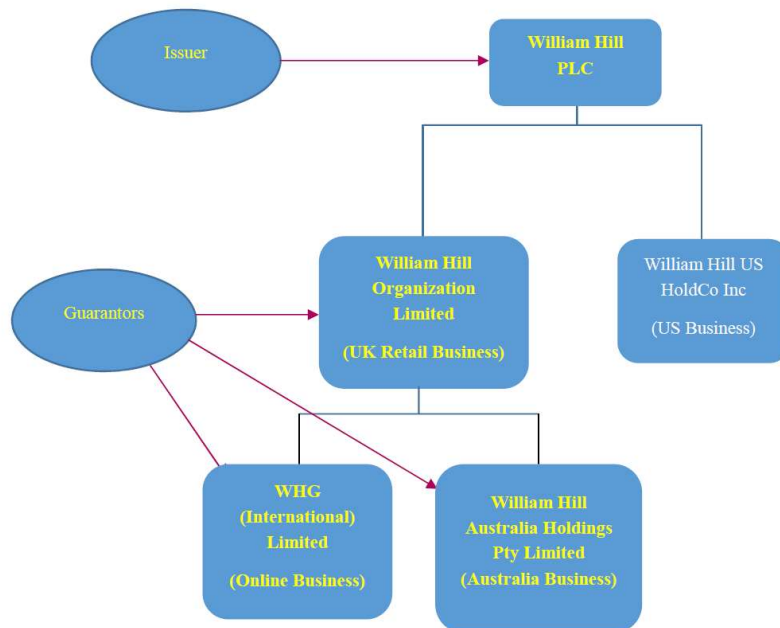 Issuer
William Hill
PLC
William Hill
Organization
Limited
(UK Retail Business)
William Hill US
HoldCo Inc
(US Business)
Guarantors
WHG
(International)
Limited
(Online Business)
William Hill
Australia Holdings
Pty Limited
(Australia Business)